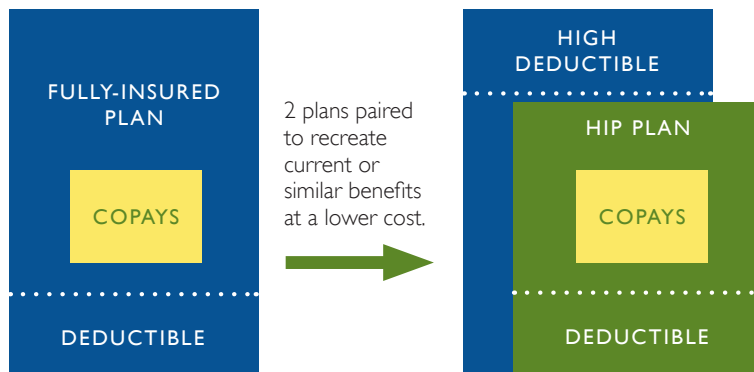 FULLY-INSURED
PLAN
COPAYS
DEDUCTIBLE
2 plans paired
to recreate
current or
similar benefits
at a lower cost.
HIGH
DEDUCTIBLE
HIP PLAN
COPAYS
DEDUCTIBLE